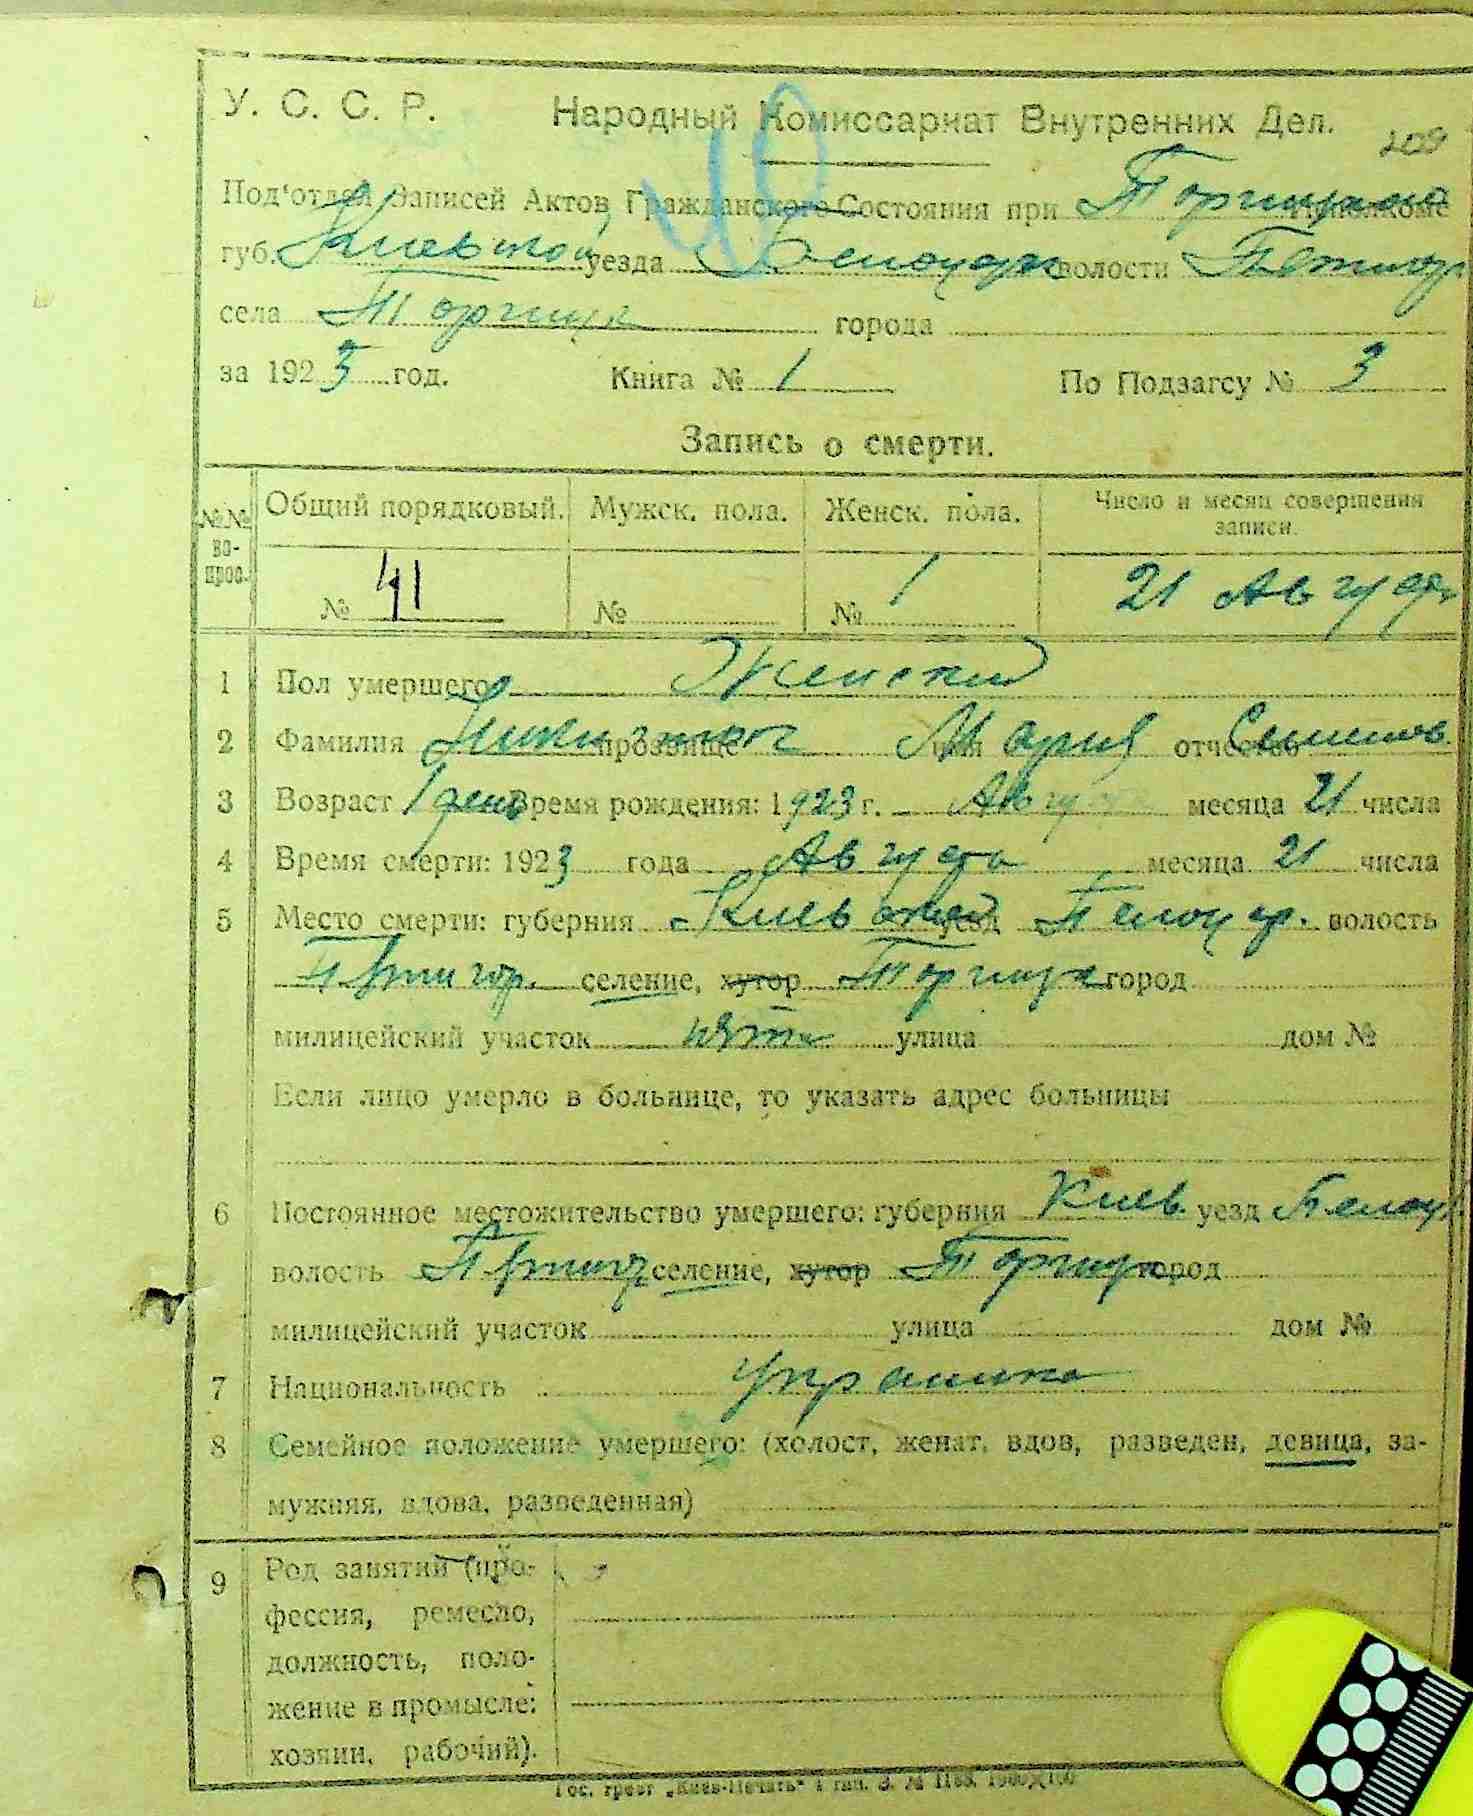 У. С. С. Р. Народный Комиссариат Внутренних Дел. 209
40
Под'отдел Записей Актов Гражданского Состояния при
губ. Киевской уезда Белоцерк волости
села Торчица города
за 1923 год. Книга № 1 По Подзагсу № 3
Запись о смерти.
№№ вопрос. Общий порядковый. Мужск. пола. Женск. пола. Число и месяц совершения записи.
№ 41 № № 1 21 Августа
1 Пол умершего Женский
2 Фамилия прозвище имя Мария отчество
3 Возраст 1 день Время рождения: 1923 г. Августа месяца 21 числа
4 Время смерти: 1923 года Августа месяца 21 числа
5 Место смерти: губерния Киевской уезд Белоцер. волость
селение, хутор Торчица город
милицейский участок улица дом №
Если лицо умерло в больнице, то указать адрес больницы
6 Постоянное местожительство умершего: губерния Киев. уезд Белоц
волость селение, хутор Торчица город
милицейский участок улица дом №
7 Национальность
8 Семейное положение умершего: (холост, женат, вдов, разведен, девица, за-
мужняя, вдова, разведенная)
9 Род занятий (про-
фессия, ремесло,
должность, поло-
жение в промысле:
хозяин, рабочий).
Гос. трест „Киев-Печать“